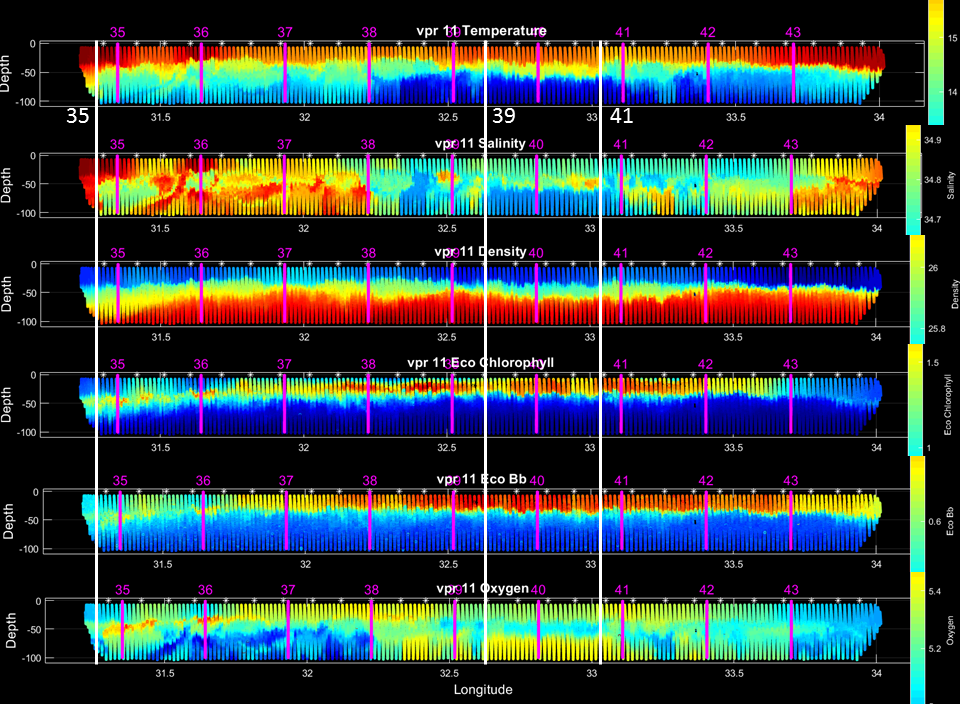 vpr 11 Temperature
35 36 37 38 39 41 42 43
Depth
0
-50
-100
31.5 32 32.5 33 33.5 34
15
14
35 39 41
vpr 11 Salinity
35 36 37 38 39 40 41 42 43
Depth
0
-50
-100
31.5 32 32.5 33 33.5 34
34.9
34.8
34.7
Salinity
vpr 11 Density
35 36 37 38 39 40 41 42 43
Depth
0
-50
-100
31.5 32 32.5 33 33.5 34
26
25.8
Density
vpr 11 Eco Chlorophyll
35 36 37 38 41 42 43
Depth
0
-50
-100
31.5 32 32.5 33 33.5 34
1.5
1
Eco Chlorophyll
vpr 11 Eco Bb
35 36 37 38 39 40 41 42 43
Depth
0
-50
-100
31.5 32 32.5 33 33.5 34
0.6
Eco Bb
vpr 11 Oxygen
35 36 37 38 39 40 41 42 43
Depth
0
-50
-100
31.5 32 32.5 33 33.5 34
5.4
5.2
Oxygen
Longitude